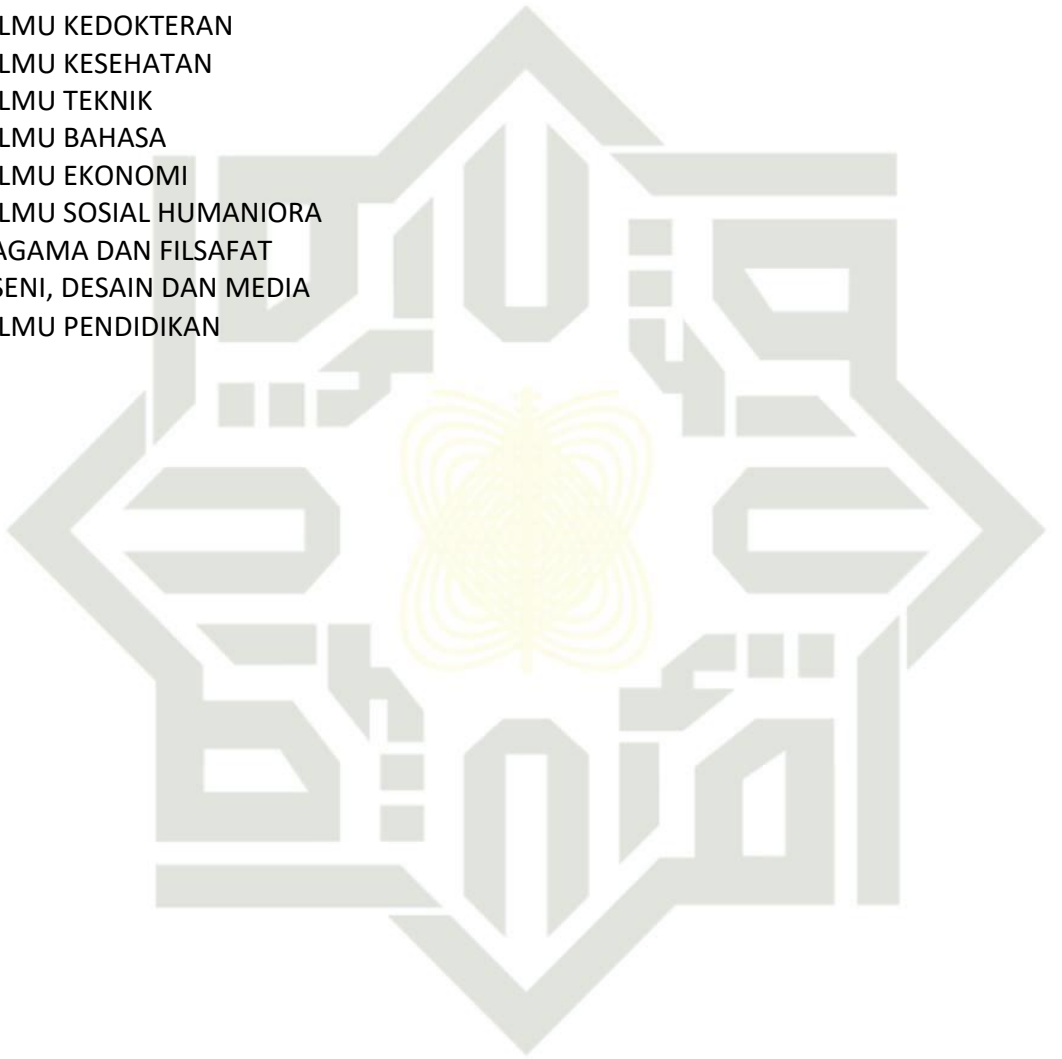 LMU KEDOKTERAN
LMU KESEHATAN
LMU TEKNIK
LMU BAHASA
LMU EKONOMI
LMU SOSIAL HUMANIORA
AGAMA DAN FILSAFAT
SENI, DESAIN DAN MEDIA
LMU PENDIDIKAN